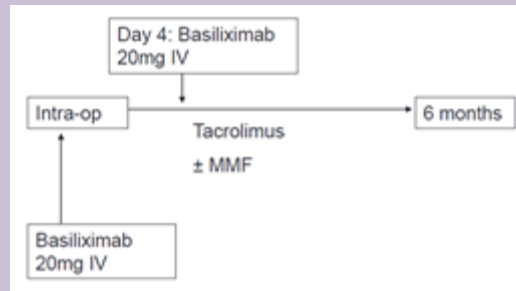 Day 4: Basiliximab
20mg IV
Intra-op
6 months
Tacrolimus
± MMF
Basiliximab
20mg IV